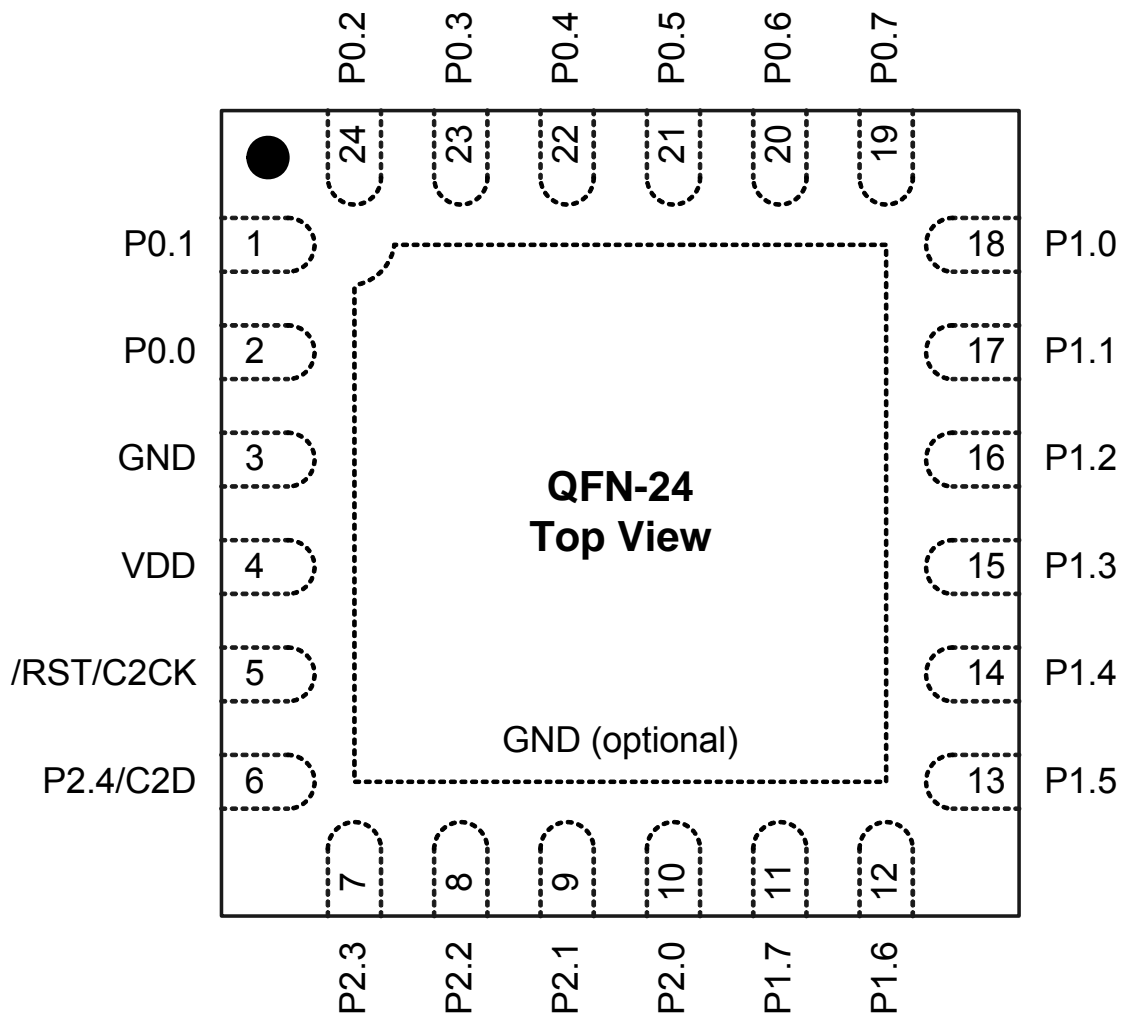 P0.2
P0.3
P0.4
P0.5
P0.6
P0.7
24
23
22
21
20
19
P0.1
1
18
P1.0
P0.0
2
17
P1.1
GND
3
16
P1.2
QFN-24
Top View
VDD
4
15
P1.3
/RST/C2CK
5
14
P1.4
GND (optional)
P2.4/C2D
6
13
P1.5
7
8
9
10
11
12
P2.3
P2.2
P2.1
P2.0
P1.7
P1.6